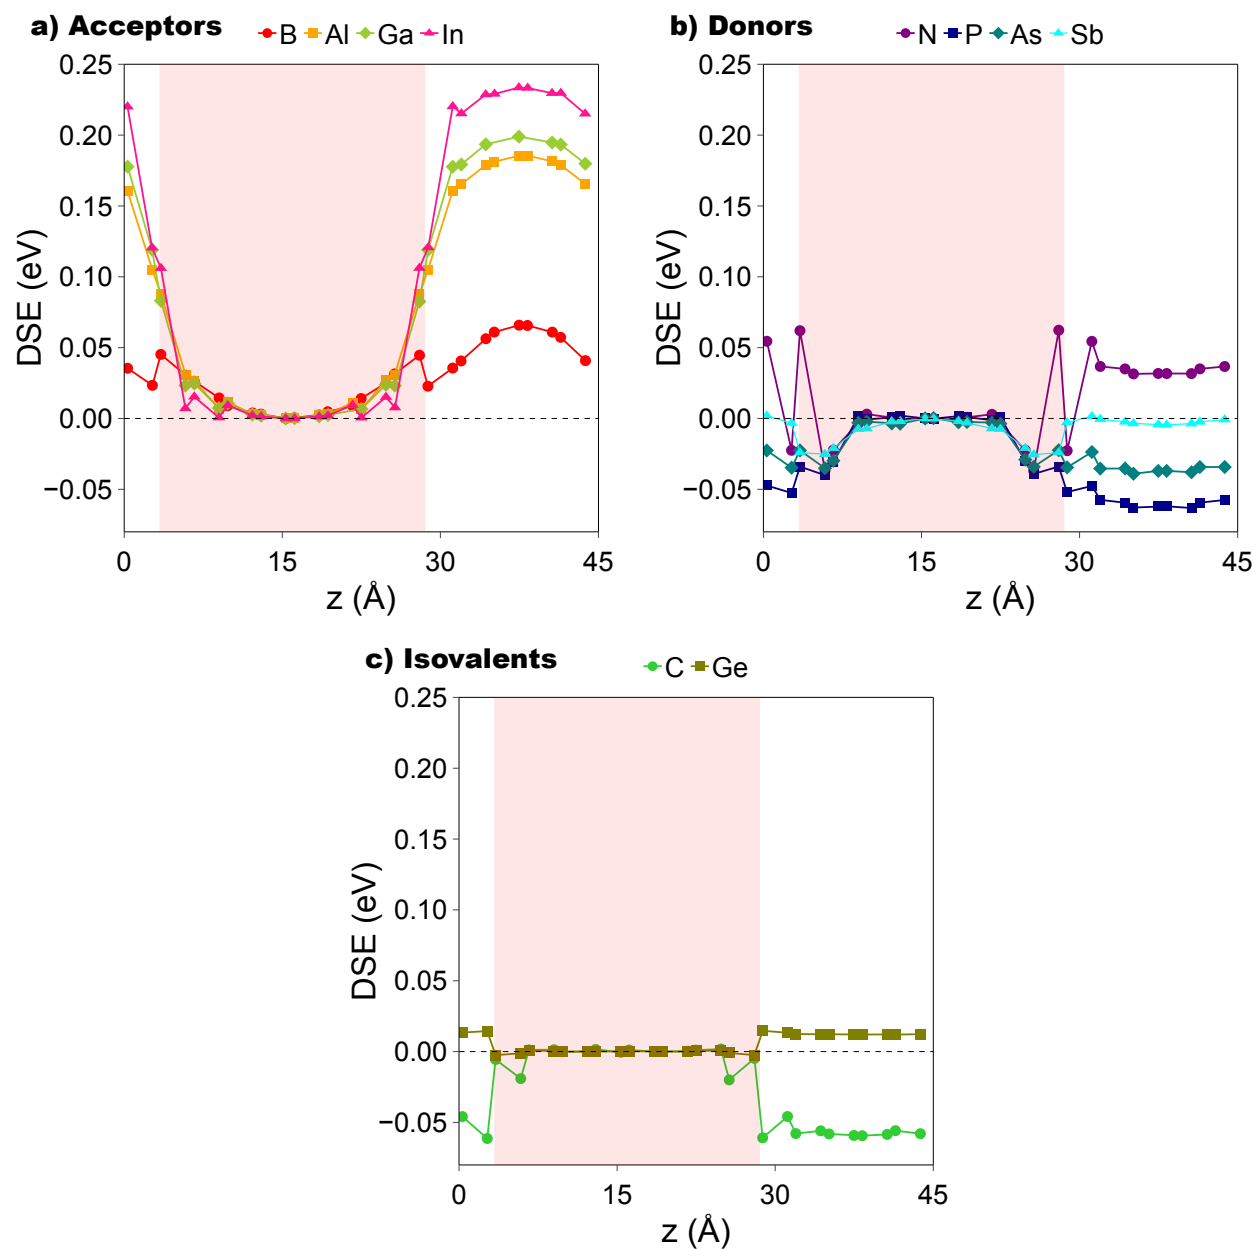 a) Acceptors
B Al Ga In
0.25
0.20
0.15
0.10
0.05
0.00
−0.05
DSE (eV)
0 15 30 45
z (Å)
b) Donors
N P As Sb
0.25
0.20
0.15
0.10
0.05
0.00
−0.05
DSE (eV)
0 15 30 45
z (Å)
c) Isovalents
C Ge
0.25
0.20
0.15
0.10
0.05
0.00
−0.05
DSE (eV)
0 15 30 45
z (Å)